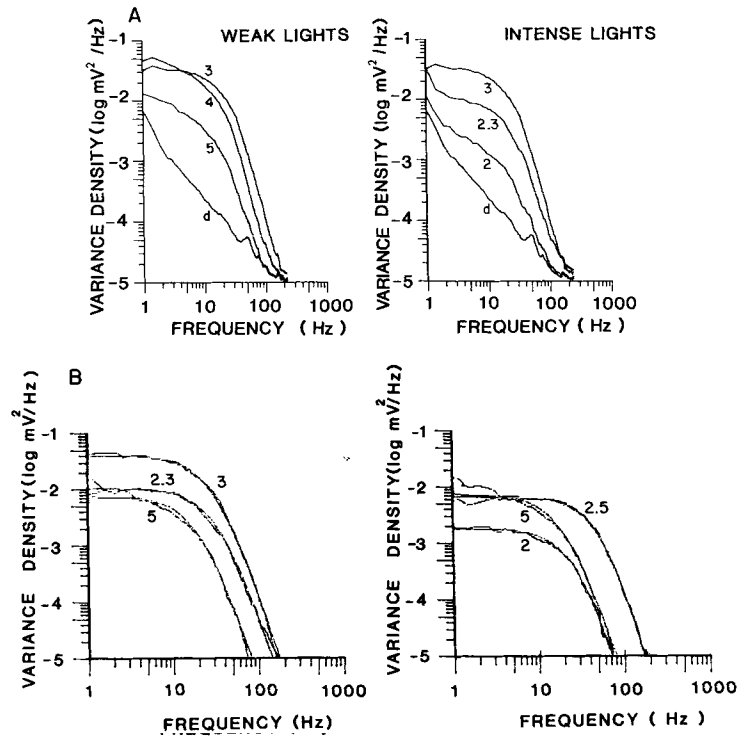 A
WEAK LIGHTS
VARIANCE DENSITY (log mV²/Hz)
-1
-2
-3
-4
-5
3
4
5
d
1 10 100 1000
FREQUENCY (Hz)
INTENSE LIGHTS
VARIANCE DENSITY (log mV²/Hz)
-1
-2
-3
-4
-5
3
2.3
2
d
1 10 100 1000
FREQUENCY (Hz)
B
VARIANCE DENSITY (log mV²/Hz)
-1
-2
-3
-4
-5
2.3
3
5
1 10 100 1000
FREQUENCY (Hz)
VARIANCE DENSITY (log mV²/Hz)
-1
-2
-3
-4
-5
2.5
5
2
1 10 100 1000
FREQUENCY (Hz)